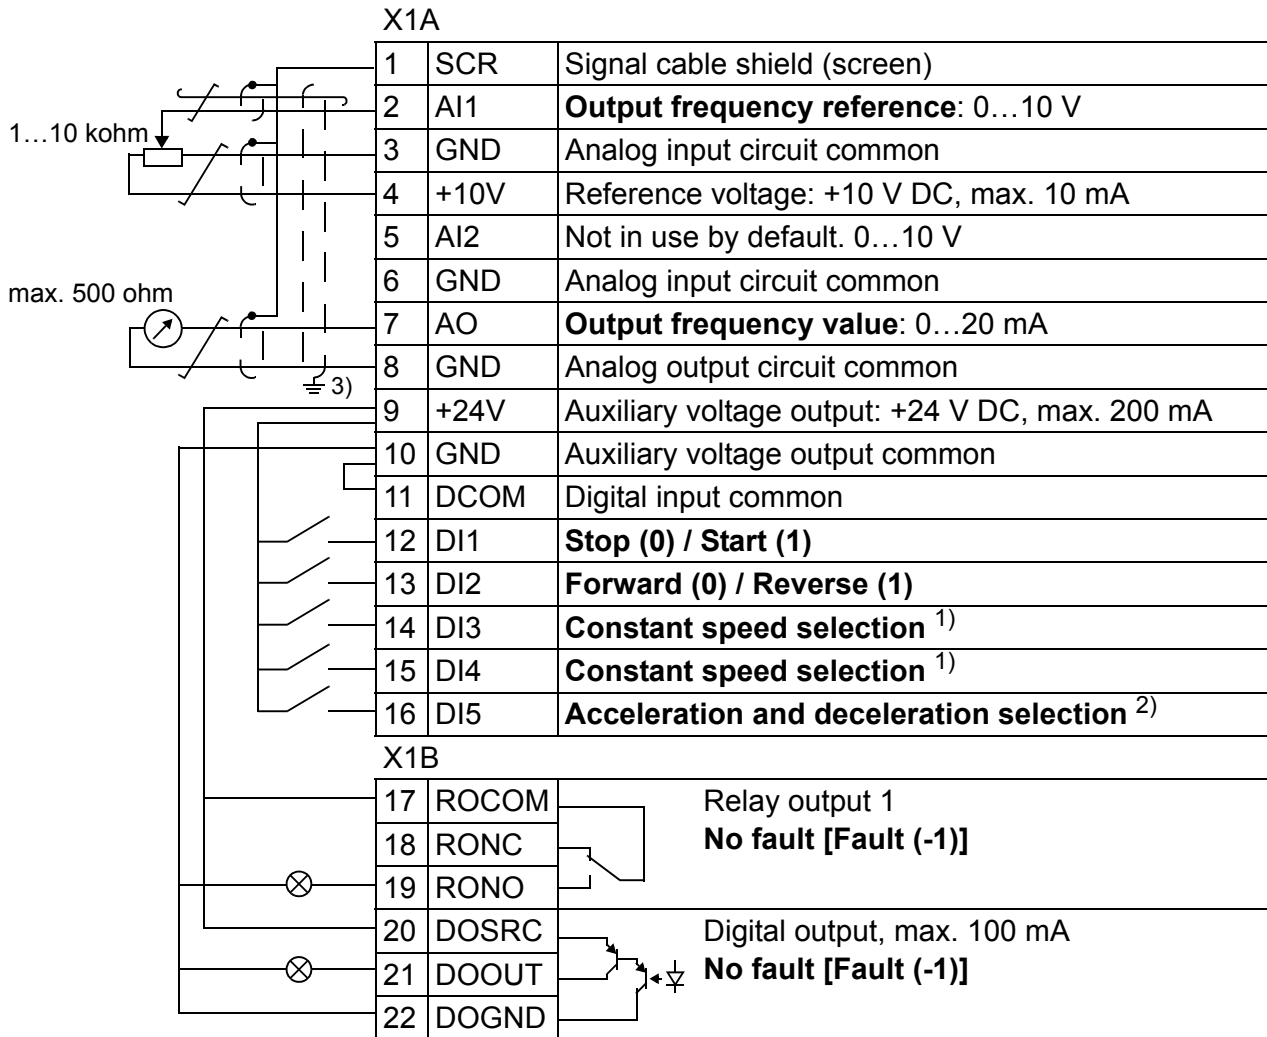 X1A
1 SCR Signal cable shield (screen)
2 AI1 Output frequency reference: 0…10 V
1…10 kohm
3 GND Analog input circuit common
4 +10V Reference voltage: +10 V DC, max. 10 mA
5 AI2 Not in use by default. 0…10 V
6 GND Analog input circuit common
max. 500 ohm
7 AO Output frequency value: 0…20 mA
8 GND Analog output circuit common
3)
9 +24V Auxiliary voltage output: +24 V DC, max. 200 mA
10 GND Auxiliary voltage output common
11 DCOM Digital input common
12 DI1 Stop (0) / Start (1)
13 DI2 Forward (0) / Reverse (1)
14 DI3 Constant speed selection 1)
15 DI4 Constant speed selection 1)
16 DI5 Acceleration and deceleration selection 2)
X1B
17 ROCOM Relay output 1
18 RONC No fault [Fault (-1)]
19 RONO
20 DOSRC Digital output, max. 100 mA
21 DOOUT No fault [Fault (-1)]
22 DOGND